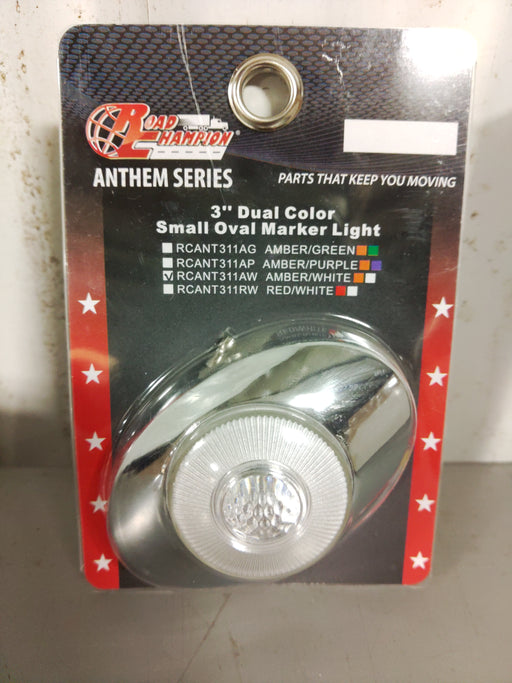 ROAD
CHAMPION®
ANTHEM SERIES
PARTS THAT KEEP YOU MOVING
3" Dual Color
Small Oval Marker Light
RCANT311AG AMBER/GREEN
RCANT311AP AMBER/PURPLE
RCANT311AW AMBER/WHITE
RCANT311RW RED/WHITE